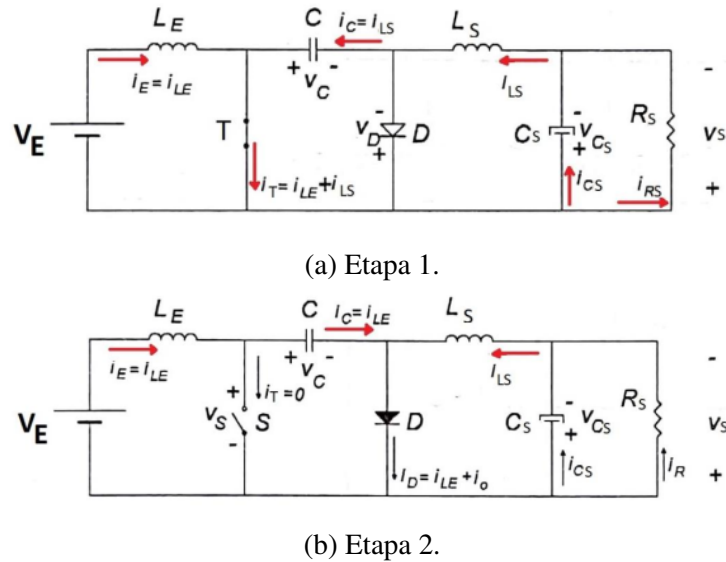 L_E C i_C=i_LS L_S
i_E=i_LE + v_C - I_LS -
V_E T v_D - + D C_S - + v_CS R_S v_S
i_T=i_LE+i_LS i_CS i_RS +
(a) Etapa 1.
L_E C I_C=i_LE L_S
i_E=i_LE + v_C - I_LS -
V_E + v_S - S i_T=0 D C_S - + v_CS R_S v_S
I_D=i_LE+i_o i_CS i_R +
(b) Etapa 2.